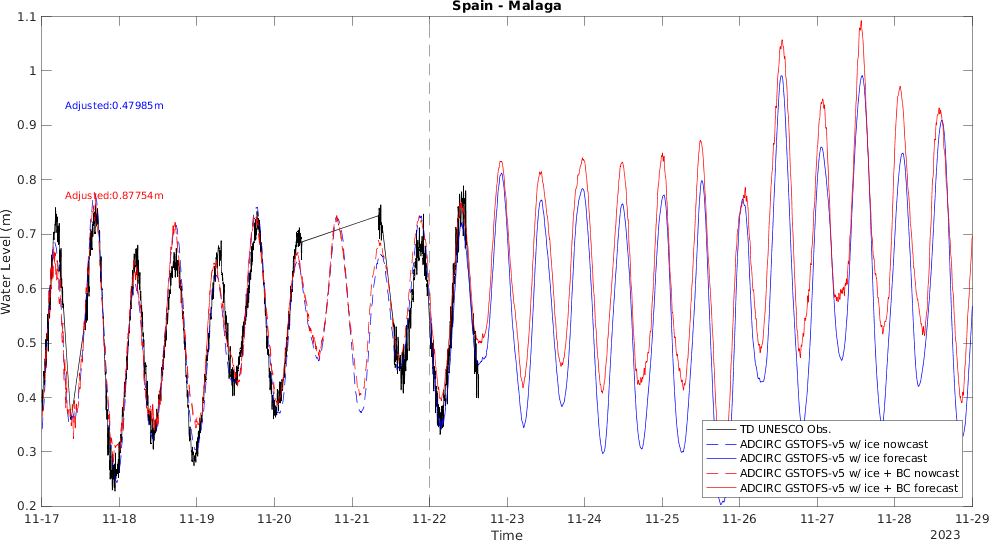 Spain - Malaga
1.1
1
0.9
0.8
0.7
0.6
0.5
0.4
0.3
0.2
Water Level (m)
Adjusted:0.47985m
Adjusted:0.87754m
TD UNESCO Obs.
ADCIRC GSTOFS-v5 w/ ice nowcast
ADCIRC GSTOFS-v5 w/ ice forecast
ADCIRC GSTOFS-v5 w/ ice + BC nowcast
ADCIRC GSTOFS-v5 w/ ice + BC forecast
11-17 11-18 11-19 11-20 11-21 11-22 11-23 11-24 11-25 11-26 11-27 11-28 11-29
Time
2023